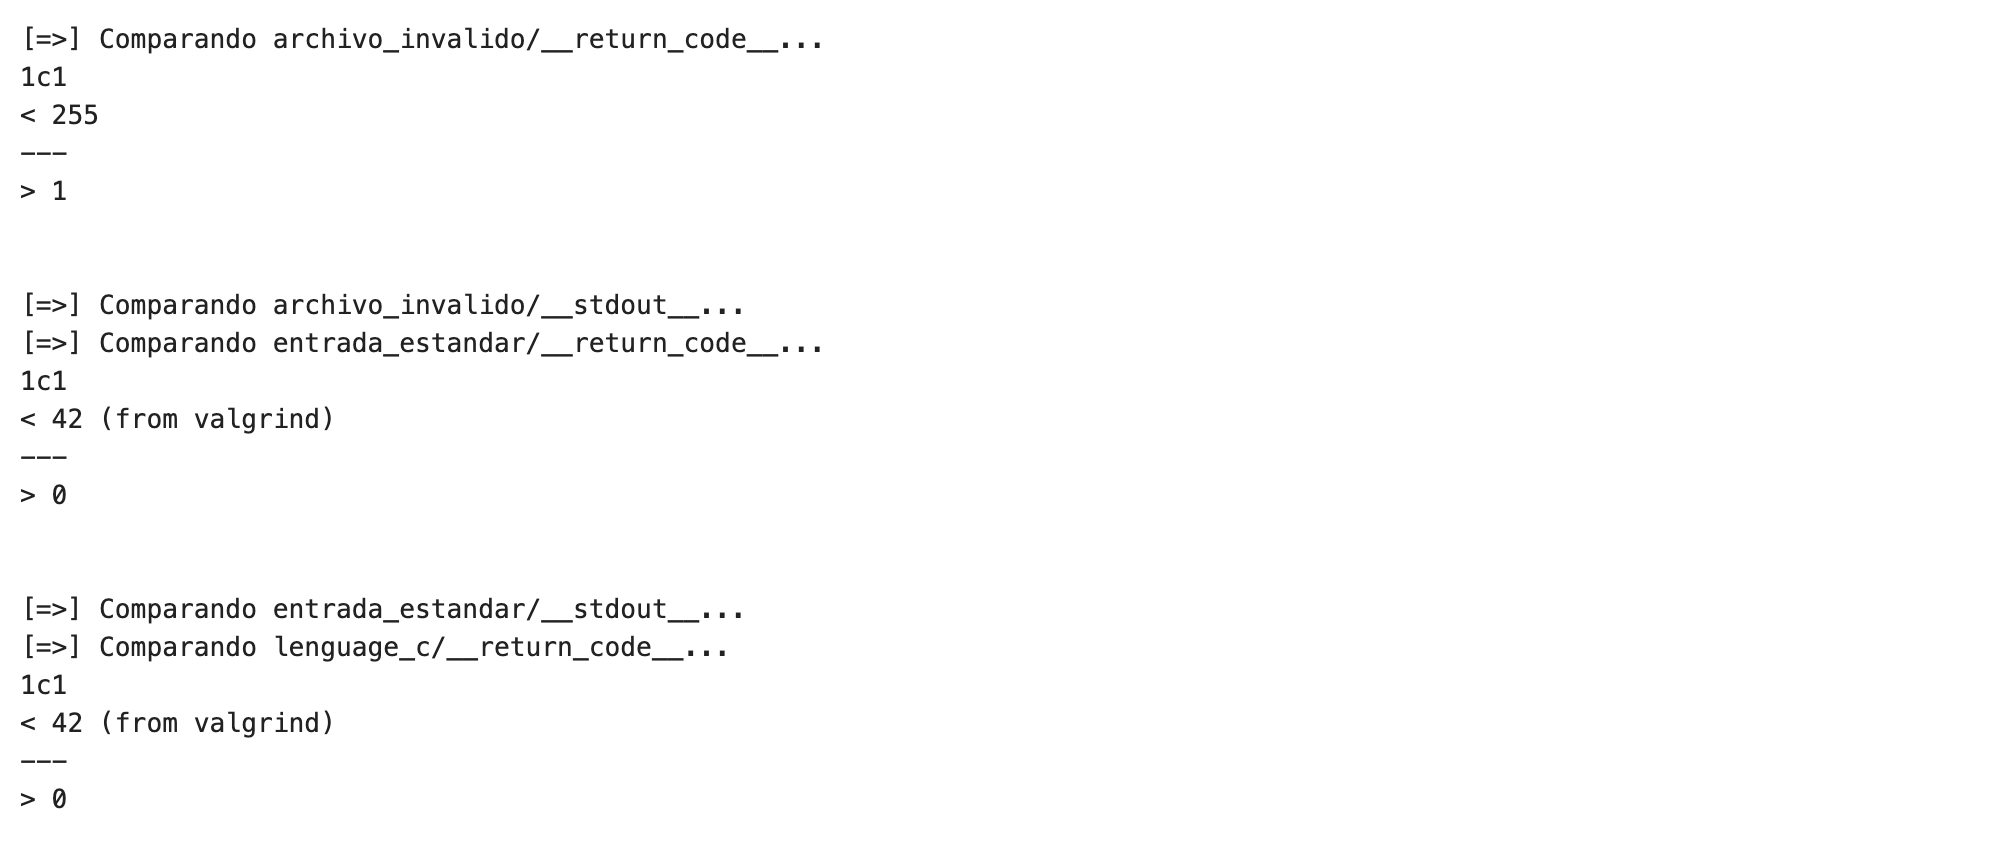 [=>] Comparando archivo_invalido/__return_code__...
1c1
< 255
---
> 1
[=>] Comparando archivo_invalido/__stdout__...
[=>] Comparando entrada_estandar/__return_code__...
1c1
< 42 (from valgrind)
---
> 0
[=>] Comparando entrada_estandar/__stdout__...
[=>] Comparando lenguage_c/__return_code__...
1c1
< 42 (from valgrind)
---
> 0